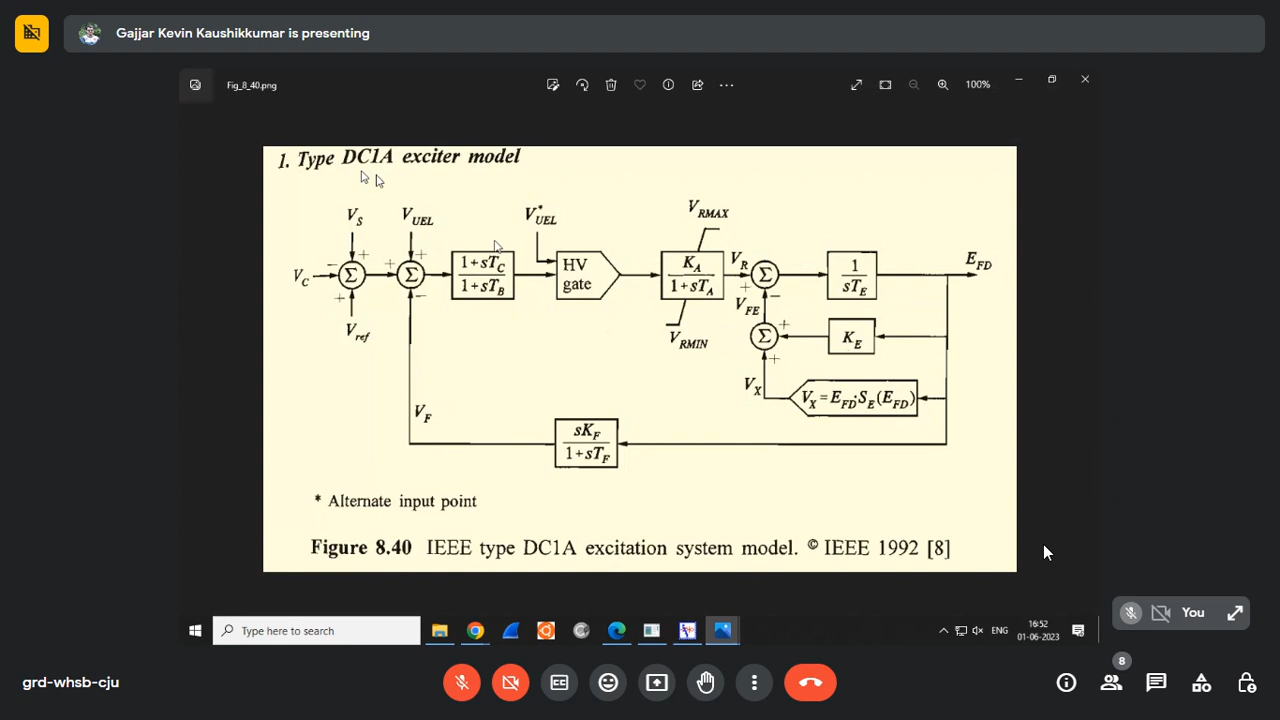 Gajjar Kevin Kaushikkumar is presenting
Fig_8_40.png
100%
1. Type DC1A exciter model
V_S
V_UEL
V*_UEL
V_RMAX
V_C
−
+
Σ
+
+
+
Σ
−
1+sT_C
1+sT_B
HV
gate
K_A
1+sT_A
V_R
+
Σ
−
1
sT_E
E_FD
V_ref
V_RMIN
V_FE
Σ
+
+
K_E
V_X
V_X = E_FD·S_E(E_FD)
V_F
sK_F
1+sT_F
* Alternate input point
Figure 8.40 IEEE type DC1A excitation system model. © IEEE 1992 [8]
You
Type here to search
ENG
16:52
01-06-2023
grd-whsb-cju
CC
8